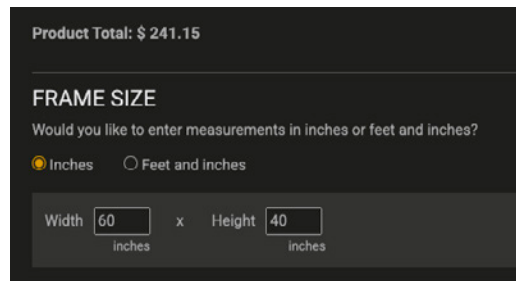 Product Total: $ 241.15
FRAME SIZE
Would you like to enter measurements in inches or feet and inches?
Inches Feet and inches
Width 60 x Height 40
inches inches